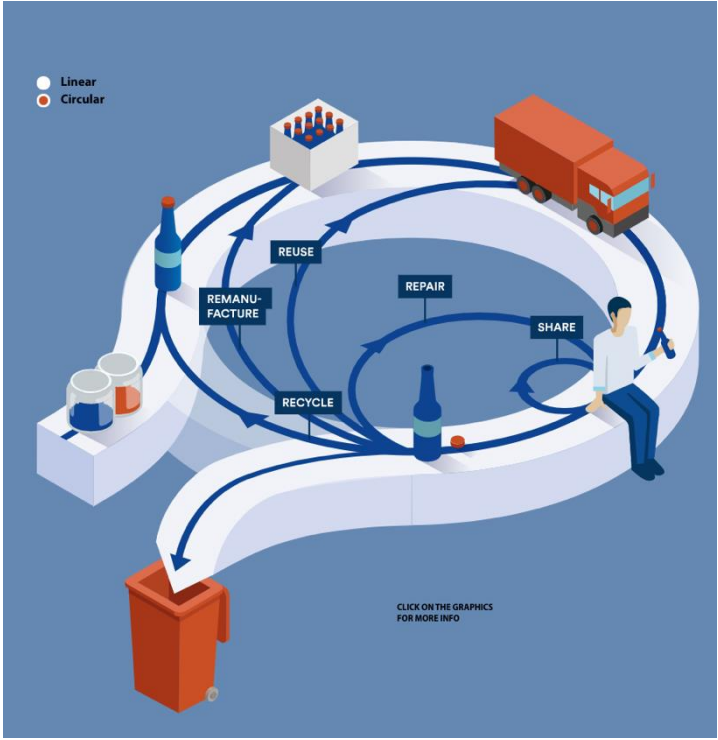 Linear
Circular
REUSE
REPAIR
REMANU-
FACTURE
SHARE
RECYCLE
CLICK ON THE GRAPHICS
FOR MORE INFO